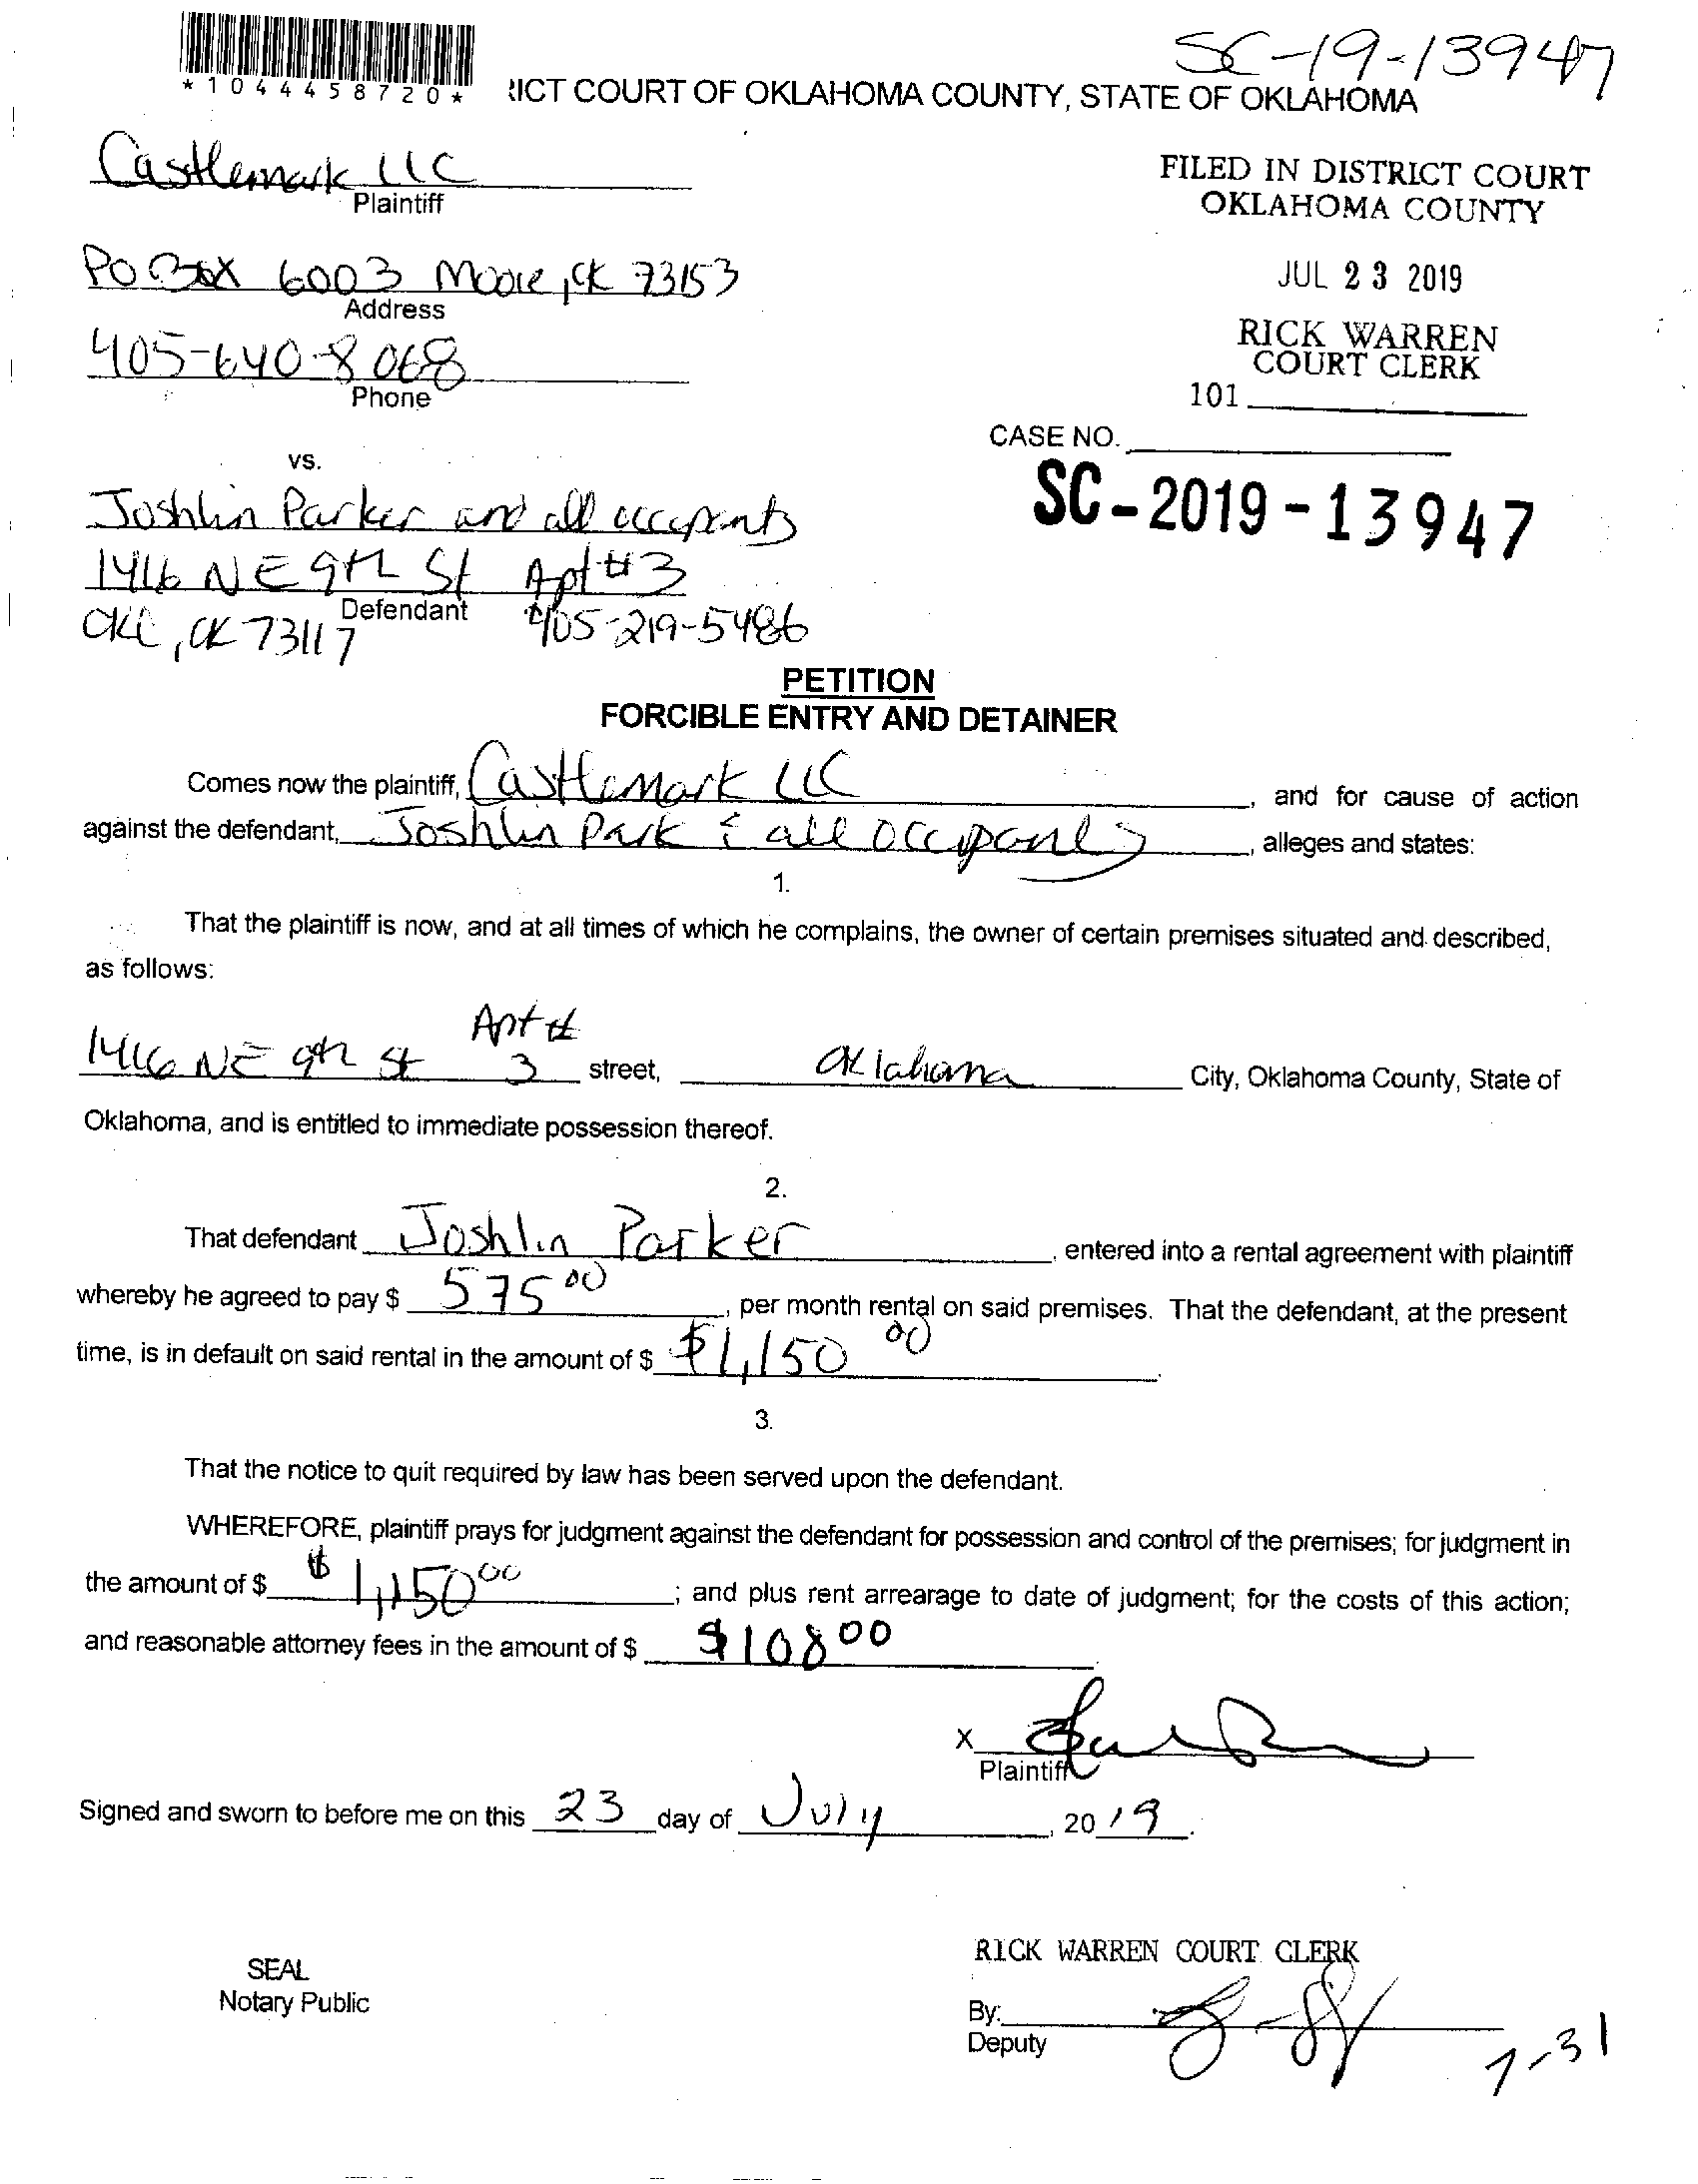 SC-19-13947
*1044458720*
RICT COURT OF OKLAHOMA COUNTY, STATE OF OKLAHOMA
Castlemark LLC
Plaintiff
FILED IN DISTRICT COURT
OKLAHOMA COUNTY
PO Box 6003 Moore, OK 73153
Address
JUL 23 2019
405-640-8068
Phone
RICK WARREN
COURT CLERK
101
CASE NO.
SC-2019-13947
vs.
Joshlin Parker and all occupants
1416 NE 9th St Apt #3
Defendant
OKC, OK 73117 405-219-5486
PETITION
FORCIBLE ENTRY AND DETAINER
Comes now the plaintiff, Castlemark LLC, and for cause of action
against the defendant, Joshlin Park & all occupants, alleges and states:
1.
That the plaintiff is now, and at all times of which he complains, the owner of certain premises situated and described,
as follows:
Apt #
1416 NE 9th St 3 street, Oklahoma City, Oklahoma County, State of
Oklahoma, and is entitled to immediate possession thereof.
2.
That defendant Joshlin Parker, entered into a rental agreement with plaintiff
whereby he agreed to pay $ 575 00, per month rental on said premises. That the defendant, at the present
time, is in default on said rental in the amount of $ $1,150 00.
3.
That the notice to quit required by law has been served upon the defendant.
WHEREFORE, plaintiff prays for judgment against the defendant for possession and control of the premises; for judgment in
the amount of $ $1,150 00; and plus rent arrearage to date of judgment; for the costs of this action;
and reasonable attorney fees in the amount of $ $108 00
X
Plaintiff
Signed and sworn to before me on this 23 day of July, 2019.
SEAL
Notary Public
RICK WARREN COURT CLERK
By:
Deputy
7-31